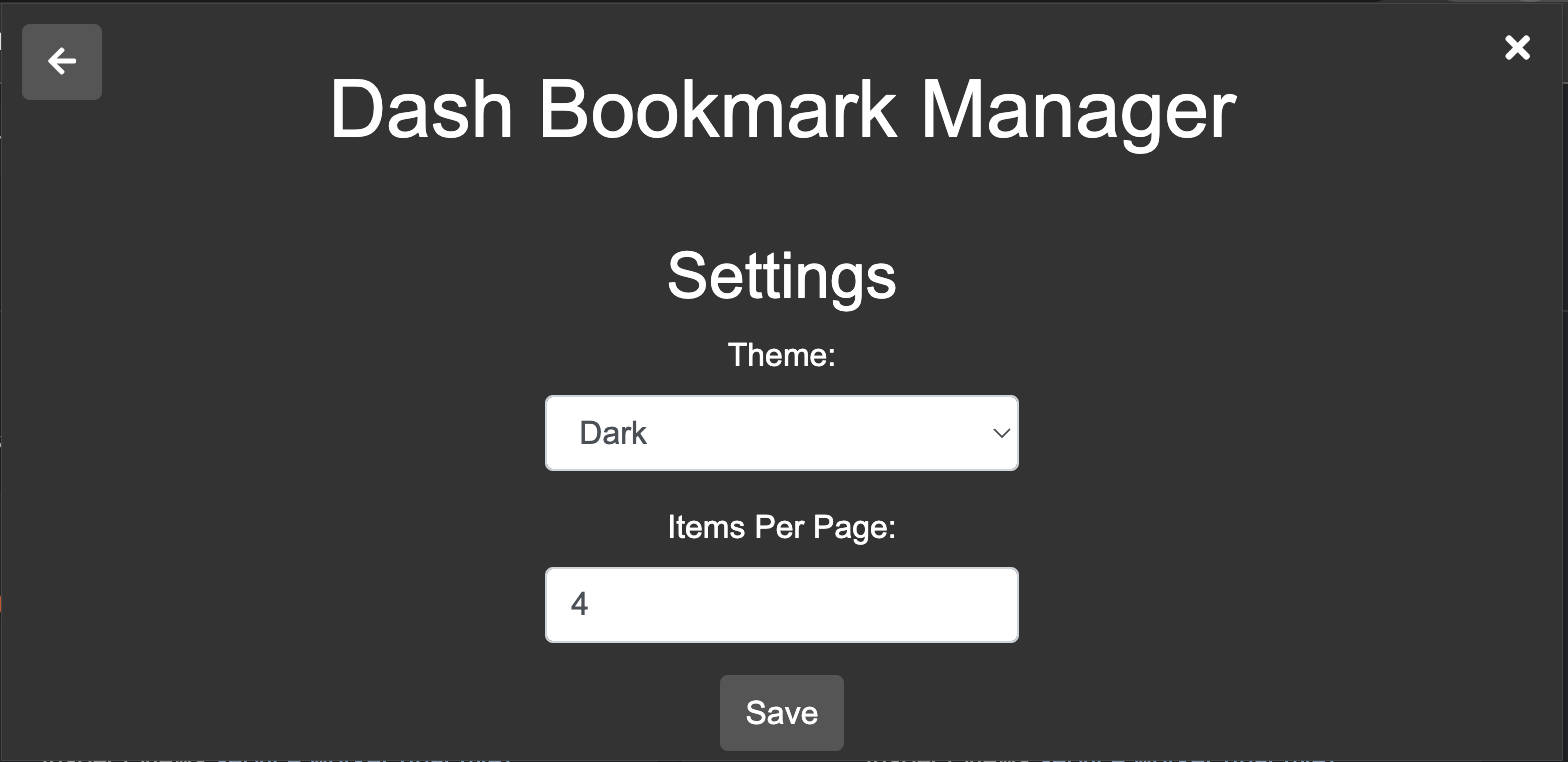 Dash Bookmark Manager
Settings
Theme:
Dark
Items Per Page:
4
Save